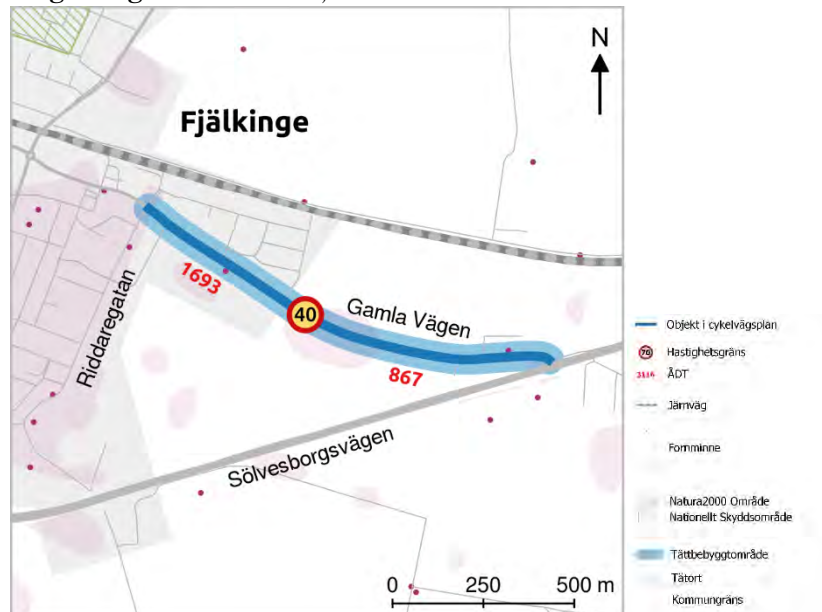 N
Fjälkinge
1693
40
Gamla Vägen
867
Riddaregatan
Sölvesborgsvägen
0 250 500 m
Objekt i cykelvägsplan
70 Hastighetsgräns
3116 ÅDT
Järnväg
Fornminne
Natura2000 Område
Nationellt Skyddsområde
Tättbebyggtområde
Tätort
Kommungräns